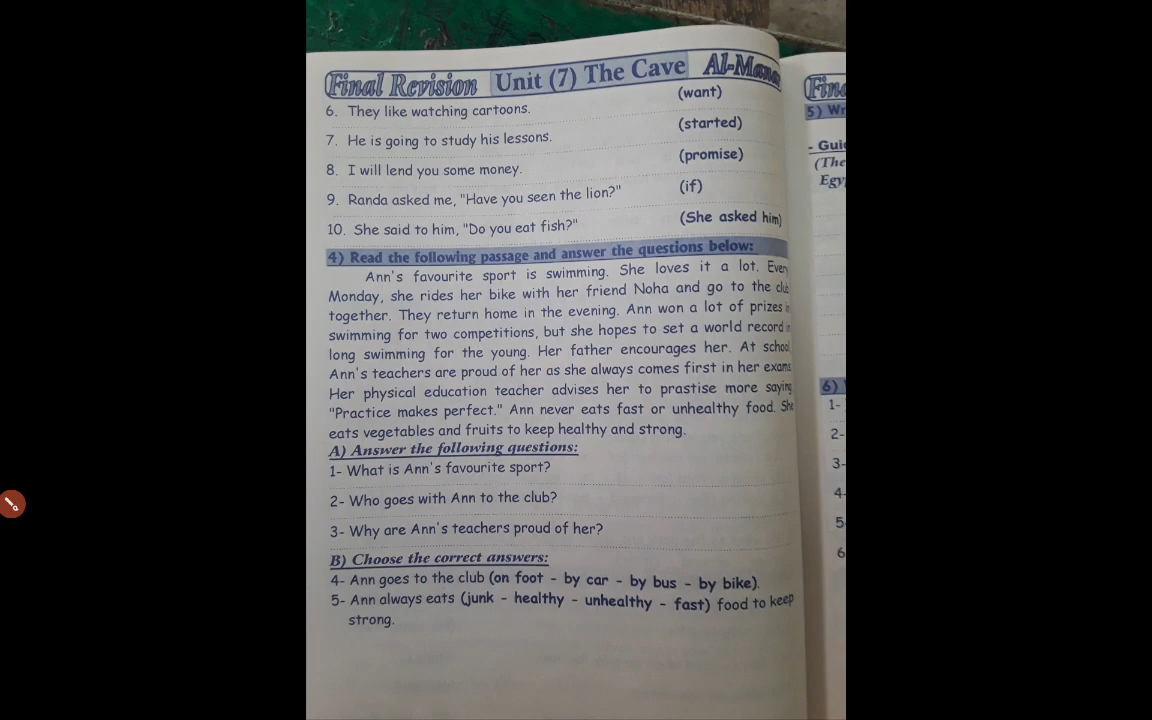 Final Revision Unit (7) The Cave
6. They like watching cartoons. (want)
7. He is going to study his lessons. (started)
8. I will lend you some money. (promise)
9. Randa asked me, "Have you seen the lion?" (if)
10. She said to him, "Do you eat fish?" (She asked him)
4) Read the following passage and answer the questions below:
Ann's favourite sport is swimming. She loves it a lot. Every
Monday, she rides her bike with her friend Noha and go to the club
together. They return home in the evening. Ann won a lot of prizes in
swimming for two competitions, but she hopes to set a world record in
long swimming for the young. Her father encourages her. At school,
Ann's teachers are proud of her as she always comes first in her exams.
Her physical education teacher advises her to prastise more saying
"Practice makes perfect." Ann never eats fast or unhealthy food. She
eats vegetables and fruits to keep healthy and strong.
A) Answer the following questions:
1- What is Ann's favourite sport?
2- Who goes with Ann to the club?
3- Why are Ann's teachers proud of her?
B) Choose the correct answers:
4- Ann goes to the club (on foot - by car - by bus - by bike).
5- Ann always eats (junk - healthy - unhealthy - fast) food to keep
strong.
5)
(The
6)
1-
2-
3-
4-
5
6